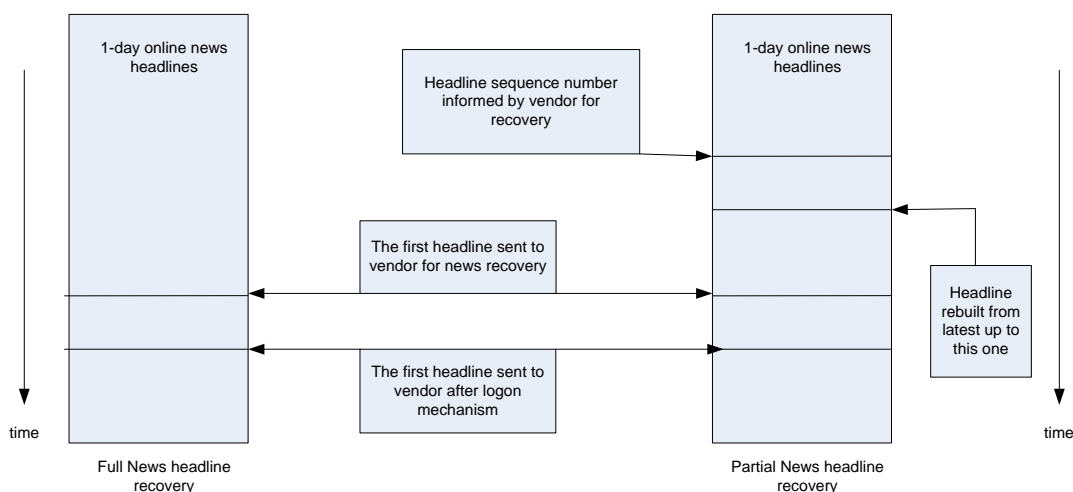 1-day online news
headlines
Headline sequence number
informed by vendor for
recovery
1-day online news
headlines
The first headline sent to
vendor for news recovery
Headline
rebuilt from
latest up to
this one
The first headline sent to
vendor after logon
mechanism
time
time
Full News headline
recovery
Partial News headline
recovery